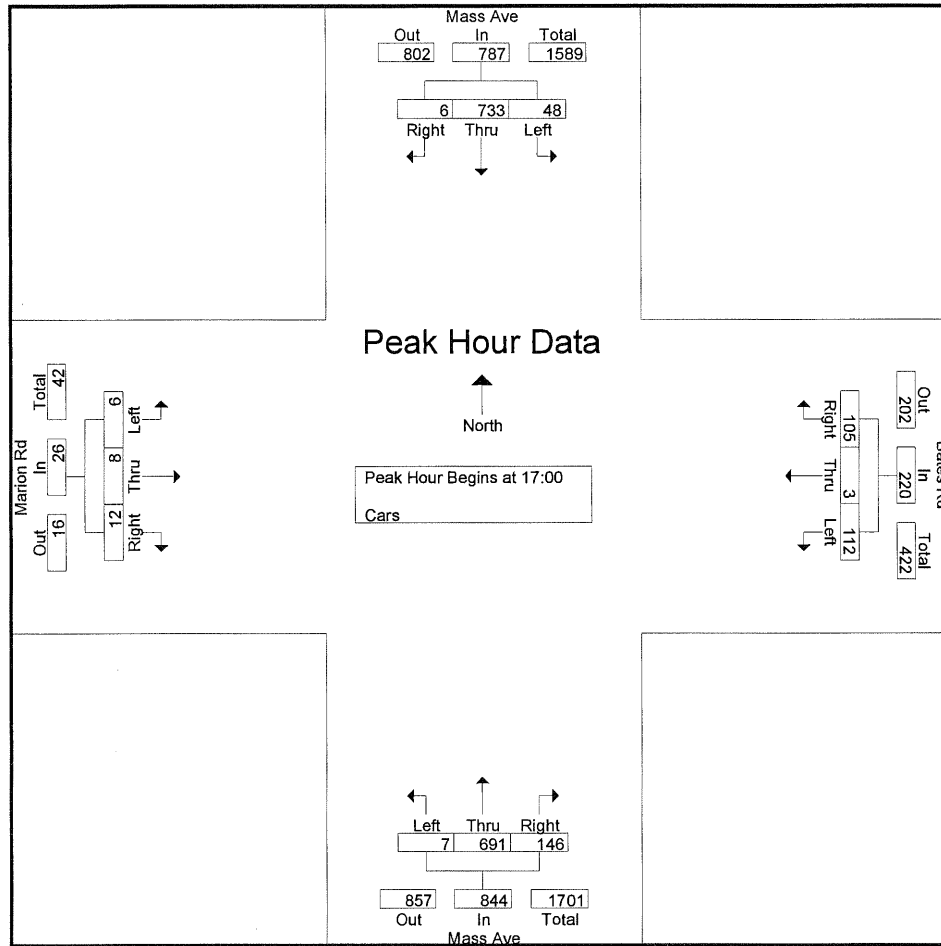 Mass Ave
Out In Total
802 787 1589
6 733 48
Right Thru Left
Peak Hour Data
North
Peak Hour Begins at 17:00
Cars
Marion Rd
Total In Out
42 26 16
6 8 12
Left Thru Right
Right Thru Left
105 3 112
Out In Total
202 220 422
Rd
Left Thru Right
7 691 146
857 844 1701
Out In Total
Mass Ave